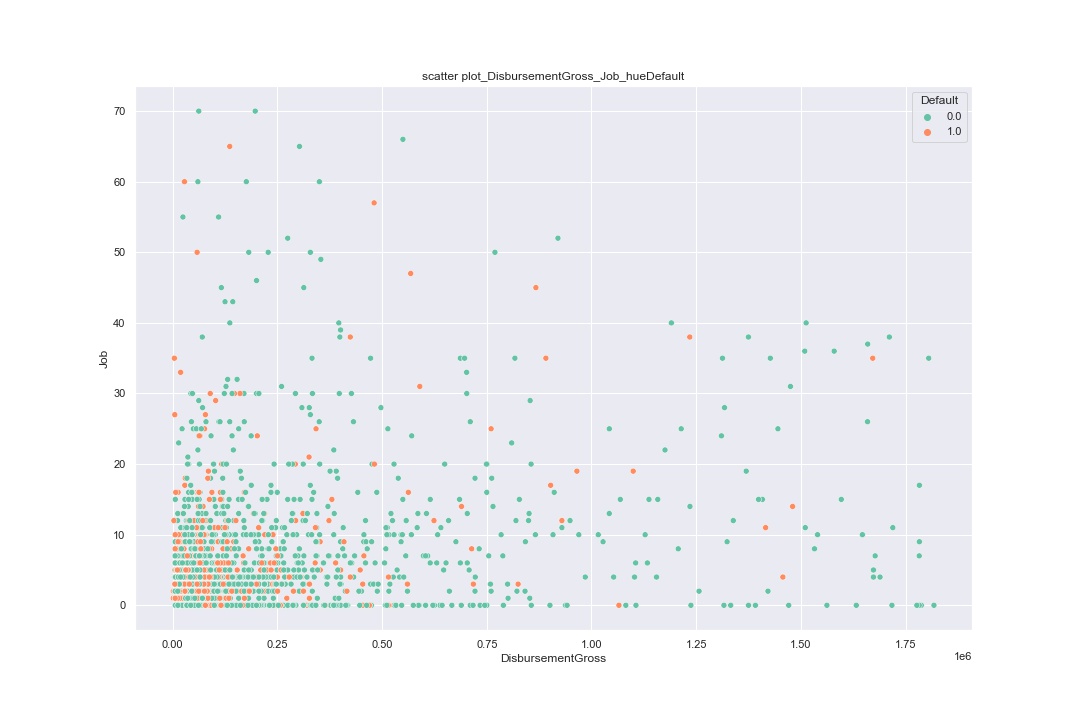 scatter plot_DisbursementGross_Job_hueDefault
Default
0.0
1.0
70
60
50
40
30
20
10
0
Job
0.00 0.25 0.50 0.75 1.00 1.25 1.50 1.75
DisbursementGross
1e6